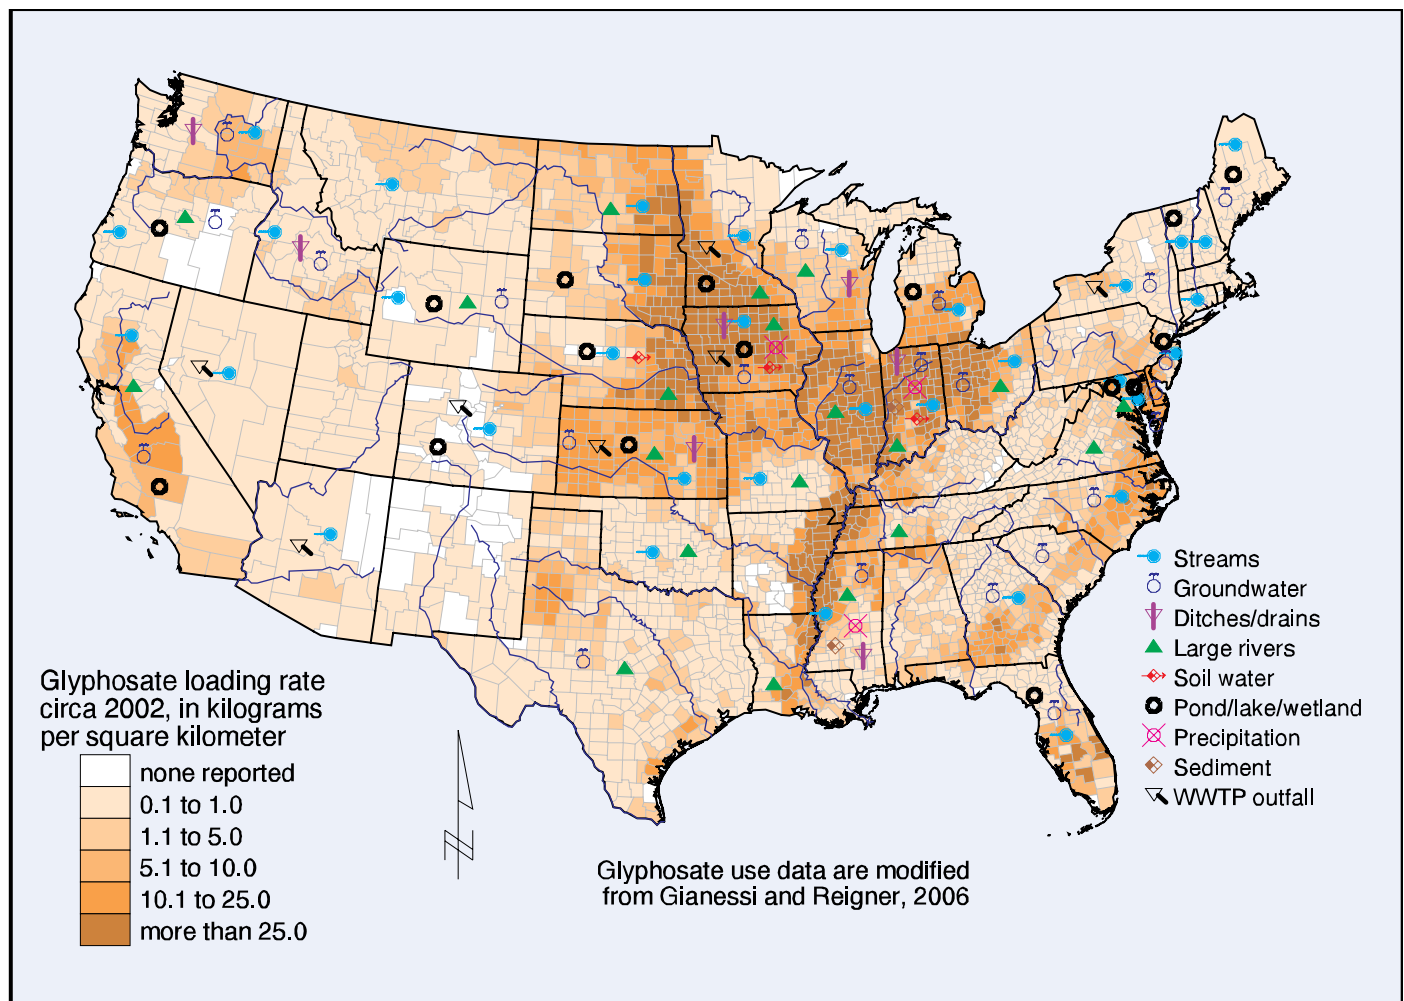 Streams
Groundwater
Ditches/drains
Large rivers
Soil water
Pond/lake/wetland
Precipitation
Sediment
WWTP outfall
Glyphosate loading rate
circa 2002, in kilograms
per square kilometer
none reported
0.1 to 1.0
1.1 to 5.0
5.1 to 10.0
10.1 to 25.0
more than 25.0
N
Glyphosate use data are modified
from Gianessi and Reigner, 2006